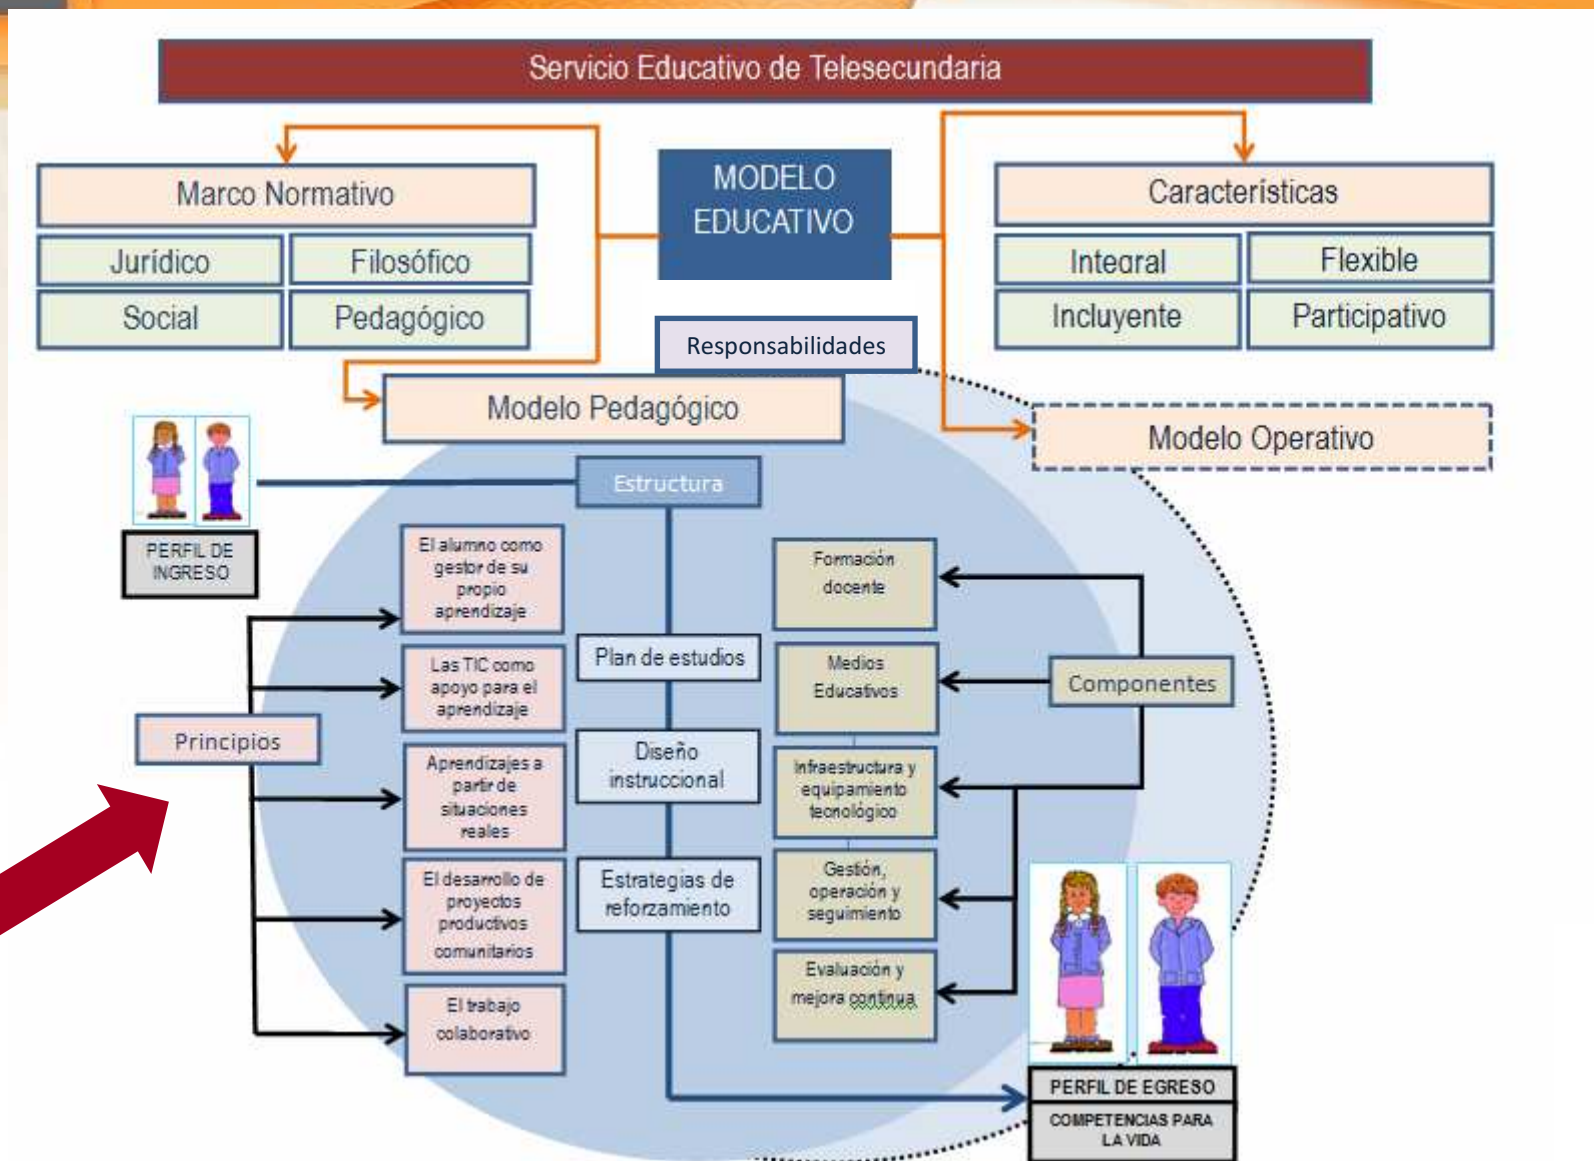 Servicio Educativo de Telesecundaria
MODELO
EDUCATIVO
Marco Normativo
Jurídico
Filosófico
Social
Pedagógico
Características
Integral
Flexible
Incluyente
Participativo
Responsabilidades
Modelo Pedagógico
Modelo Operativo
Estructura
PERFIL DE
INGRESO
Principios
El alumno como
gestor de su
propio
aprendizaje
Las TIC como
apoyo para el
aprendizaje
Aprendizajes a
partir de
situaciones
reales
El desarrollo de
proyectos
productivos
comunitarios
El trabajo
colaborativo
Plan de estudios
Diseño
instruccional
Estrategias de
reforzamiento
Formación
docente
Medios
Educativos
Infraestructura y
equipamiento
tecnológico
Gestión,
operación y
seguimiento
Evaluación y
mejora continua
Componentes
PERFIL DE EGRESO
COMPETENCIAS PARA
LA VIDA